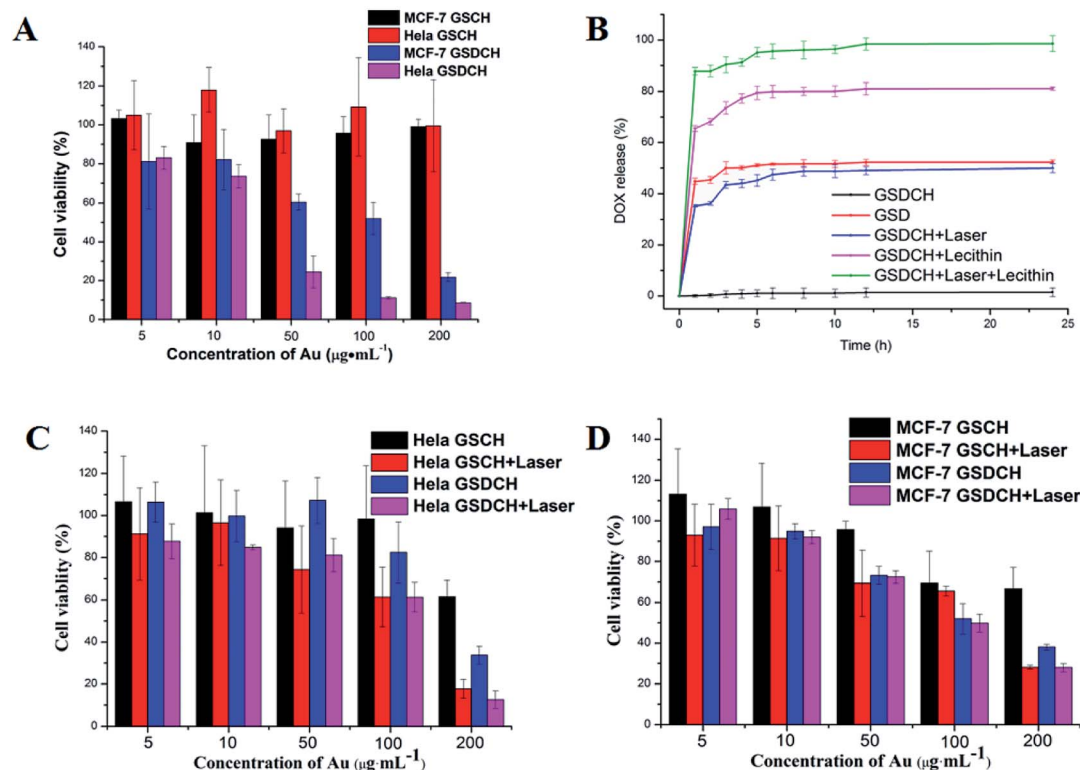 A
MCF-7 GSCH
Hela GSCH
MCF-7 GSDCH
Hela GSDCH
140
120
100
80
60
40
20
0
Cell viability (%)
5 10 50 100 200
Concentration of Au (μg•mL-1)
B
100
80
60
40
20
0
DOX release (%)
GSDCH
GSD
GSDCH+Laser
GSDCH+Lecithin
GSDCH+Laser+Lecithin
0 5 10 15 20 25
Time (h)
C
Hela GSCH
Hela GSCH+Laser
Hela GSDCH
Hela GSDCH+Laser
140
120
100
80
60
40
20
0
Cell viablity (%)
5 10 50 100 200
Concentration of Au (μg·mL-1)
D
MCF-7 GSCH
MCF-7 GSCH+Laser
MCF-7 GSDCH
MCF-7 GSDCH+Laser
140
120
100
80
60
40
20
0
Cell viablity (%)
5 10 50 100 200
Concentration of Au (μg·mL-1)